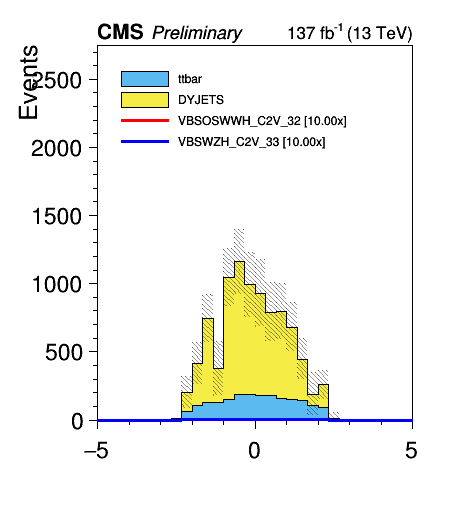 CMS Preliminary 137 fb-1 (13 TeV)
Events
2500
ttbar
DYJETS
VBSOSWWH_C2V_32 [10.00x]
VBSWZH_C2V_33 [10.00x]
2000
1500
1000
500
0
−5 0 5